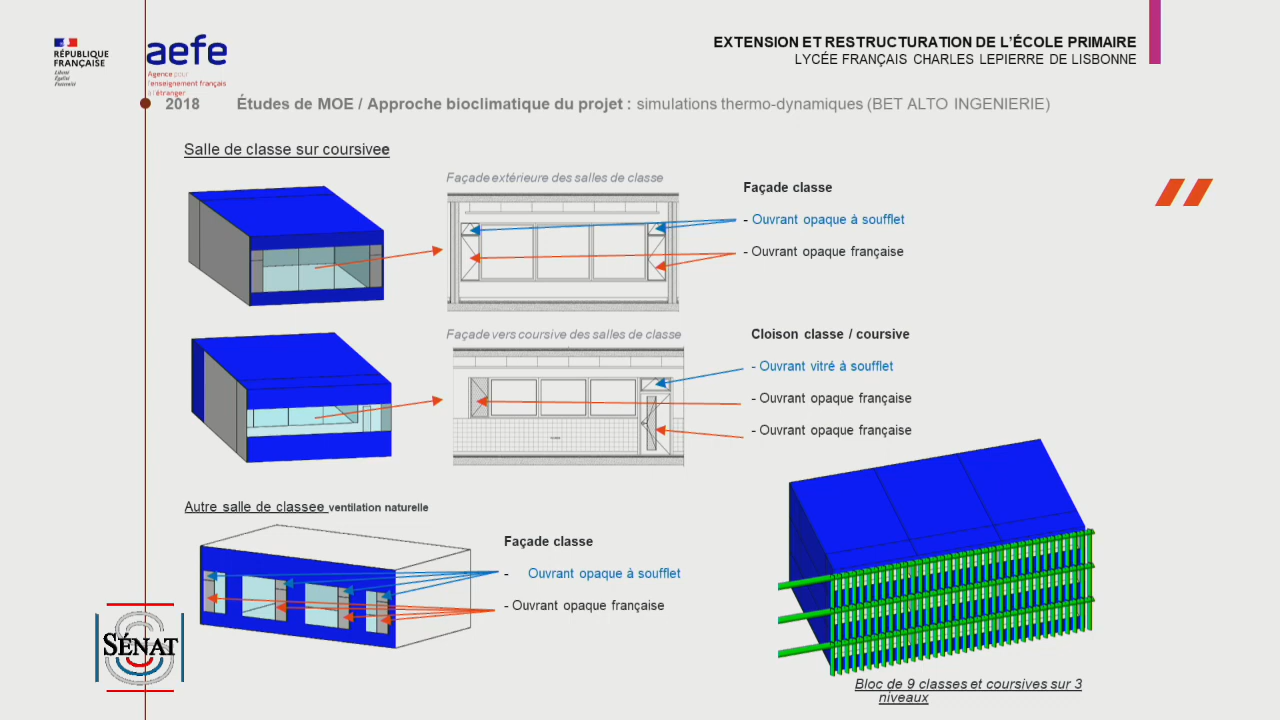 RÉPUBLIQUE
FRANÇAISE
Liberté
Égalité
Fraternité
aefe
Agence pour
l'enseignement français
à l'étranger
EXTENSION ET RESTRUCTURATION DE L'ÉCOLE PRIMAIRE
LYCÉE FRANÇAIS CHARLES LEPIERRE DE LISBONNE
2018 Études de MOE / Approche bioclimatique du projet : simulations thermo-dynamiques (BET ALTO INGENIERIE)
Salle de classe sur coursivee
Façade extérieure des salles de classe
Façade classe
- Ouvrant opaque à soufflet
- Ouvrant opaque française
Façade vers coursive des salles de classe
Cloison classe / coursive
- Ouvrant vitré à soufflet
- Ouvrant opaque française
- Ouvrant opaque française
Autre salle de classee ventilation naturelle
Façade classe
- Ouvrant opaque à soufflet
- Ouvrant opaque française
SÉNAT
Bloc de 9 classes et coursives sur 3
niveaux